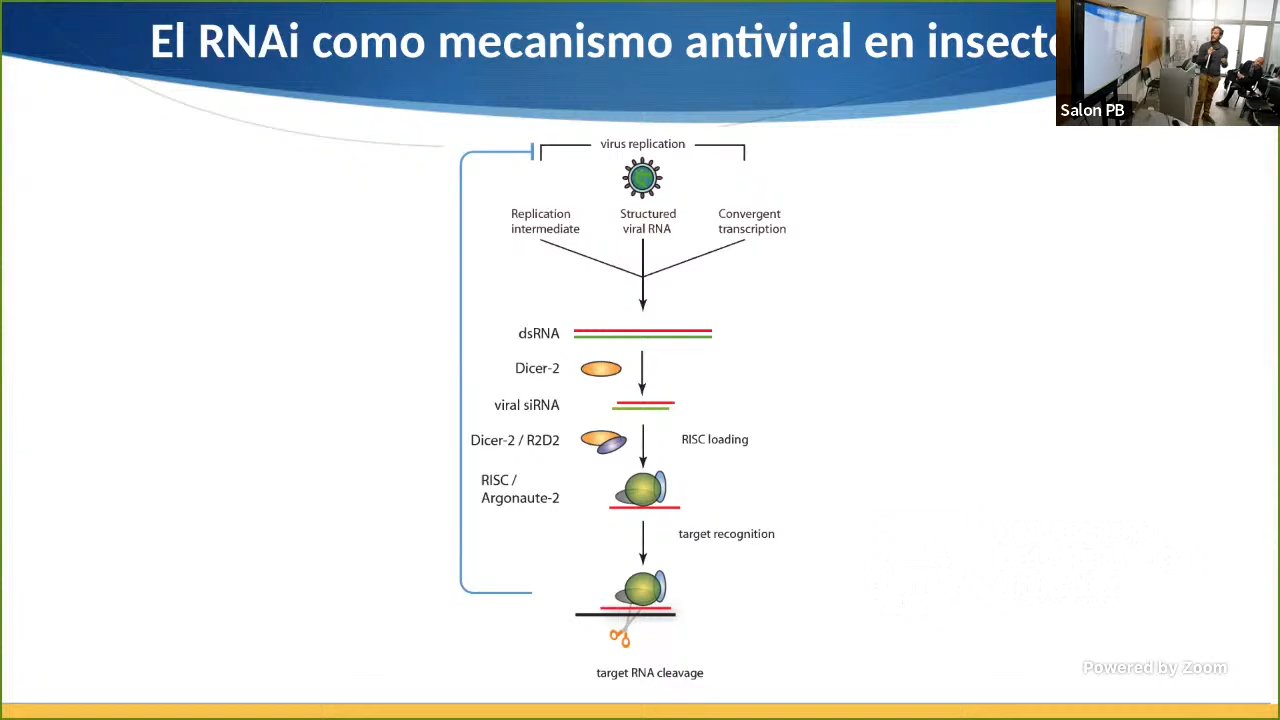 El RNAi como mecanismo antiviral en insecto
Salon PB
virus replication
Replication
intermediate
Structured
viral RNA
Convergent
transcription
dsRNA
Dicer-2
viral siRNA
Dicer-2 / R2D2
RISC loading
RISC /
Argonaute-2
target recognition
target RNA cleavage
Powered by Zoom